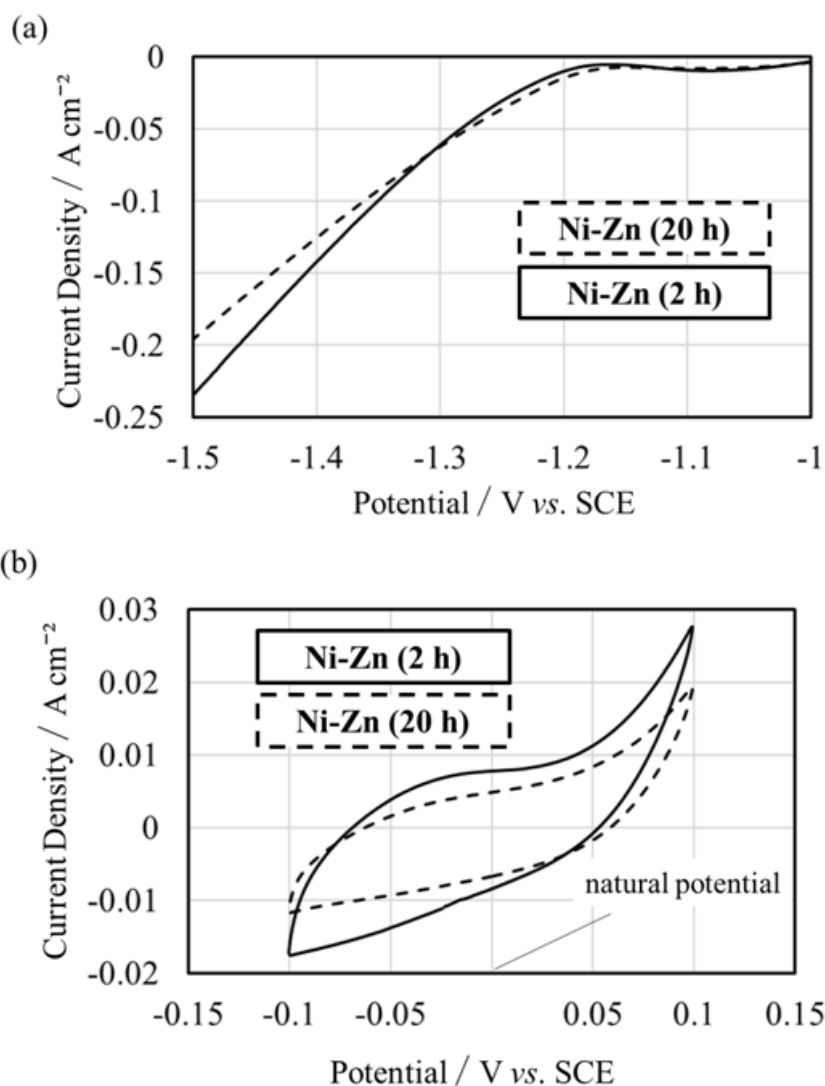 (a)
0
-0.05
-0.1
-0.15
-0.2
-0.25
Current Density / A cm⁻²
Ni-Zn (20 h)
Ni-Zn (2 h)
-1.5 -1.4 -1.3 -1.2 -1.1 -1
Potential / V vs. SCE
(b)
0.03
0.02
0.01
0
-0.01
-0.02
Current Density / A cm⁻²
Ni-Zn (2 h)
Ni-Zn (20 h)
natural potential
-0.15 -0.1 -0.05 0.05 0.1 0.15
Potential / V vs. SCE